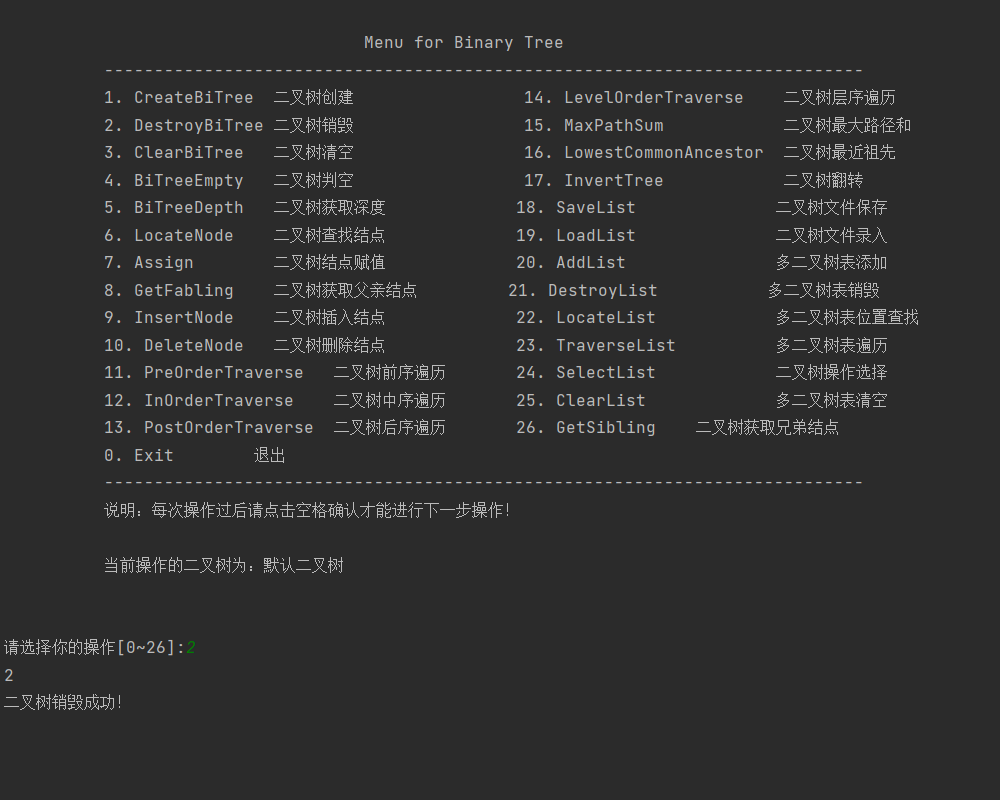 Menu for Binary Tree
---------------------------------------------------------------------------
1. CreateBiTree  二叉树创建                 14. LevelOrderTraverse    二叉树层序遍历
2. DestroyBiTree 二叉树销毁                 15. MaxPathSum            二叉树最大路径和
3. ClearBiTree   二叉树清空                 16. LowestCommonAncestor  二叉树最近祖先
4. BiTreeEmpty   二叉树判空                 17. InvertTree            二叉树翻转
5. BiTreeDepth   二叉树获取深度             18. SaveList              二叉树文件保存
6. LocateNode    二叉树查找结点             19. LoadList              二叉树文件录入
7. Assign        二叉树结点赋值             20. AddList               多二叉树表添加
8. GetFabling    二叉树获取父亲结点         21. DestroyList           多二叉树表销毁
9. InsertNode    二叉树插入结点             22. LocateList            多二叉树表位置查找
10. DeleteNode   二叉树删除结点             23. TraverseList          多二叉树表遍历
11. PreOrderTraverse   二叉树前序遍历       24. SelectList            二叉树操作选择
12. InOrderTraverse    二叉树中序遍历       25. ClearList             多二叉树表清空
13. PostOrderTraverse  二叉树后序遍历       26. GetSibling    二叉树获取兄弟结点
0. Exit        退出
---------------------------------------------------------------------------
说明：每次操作过后请点击空格确认才能进行下一步操作！
当前操作的二叉树为：默认二叉树
请选择你的操作[0~26]:2
2
二叉树销毁成功！